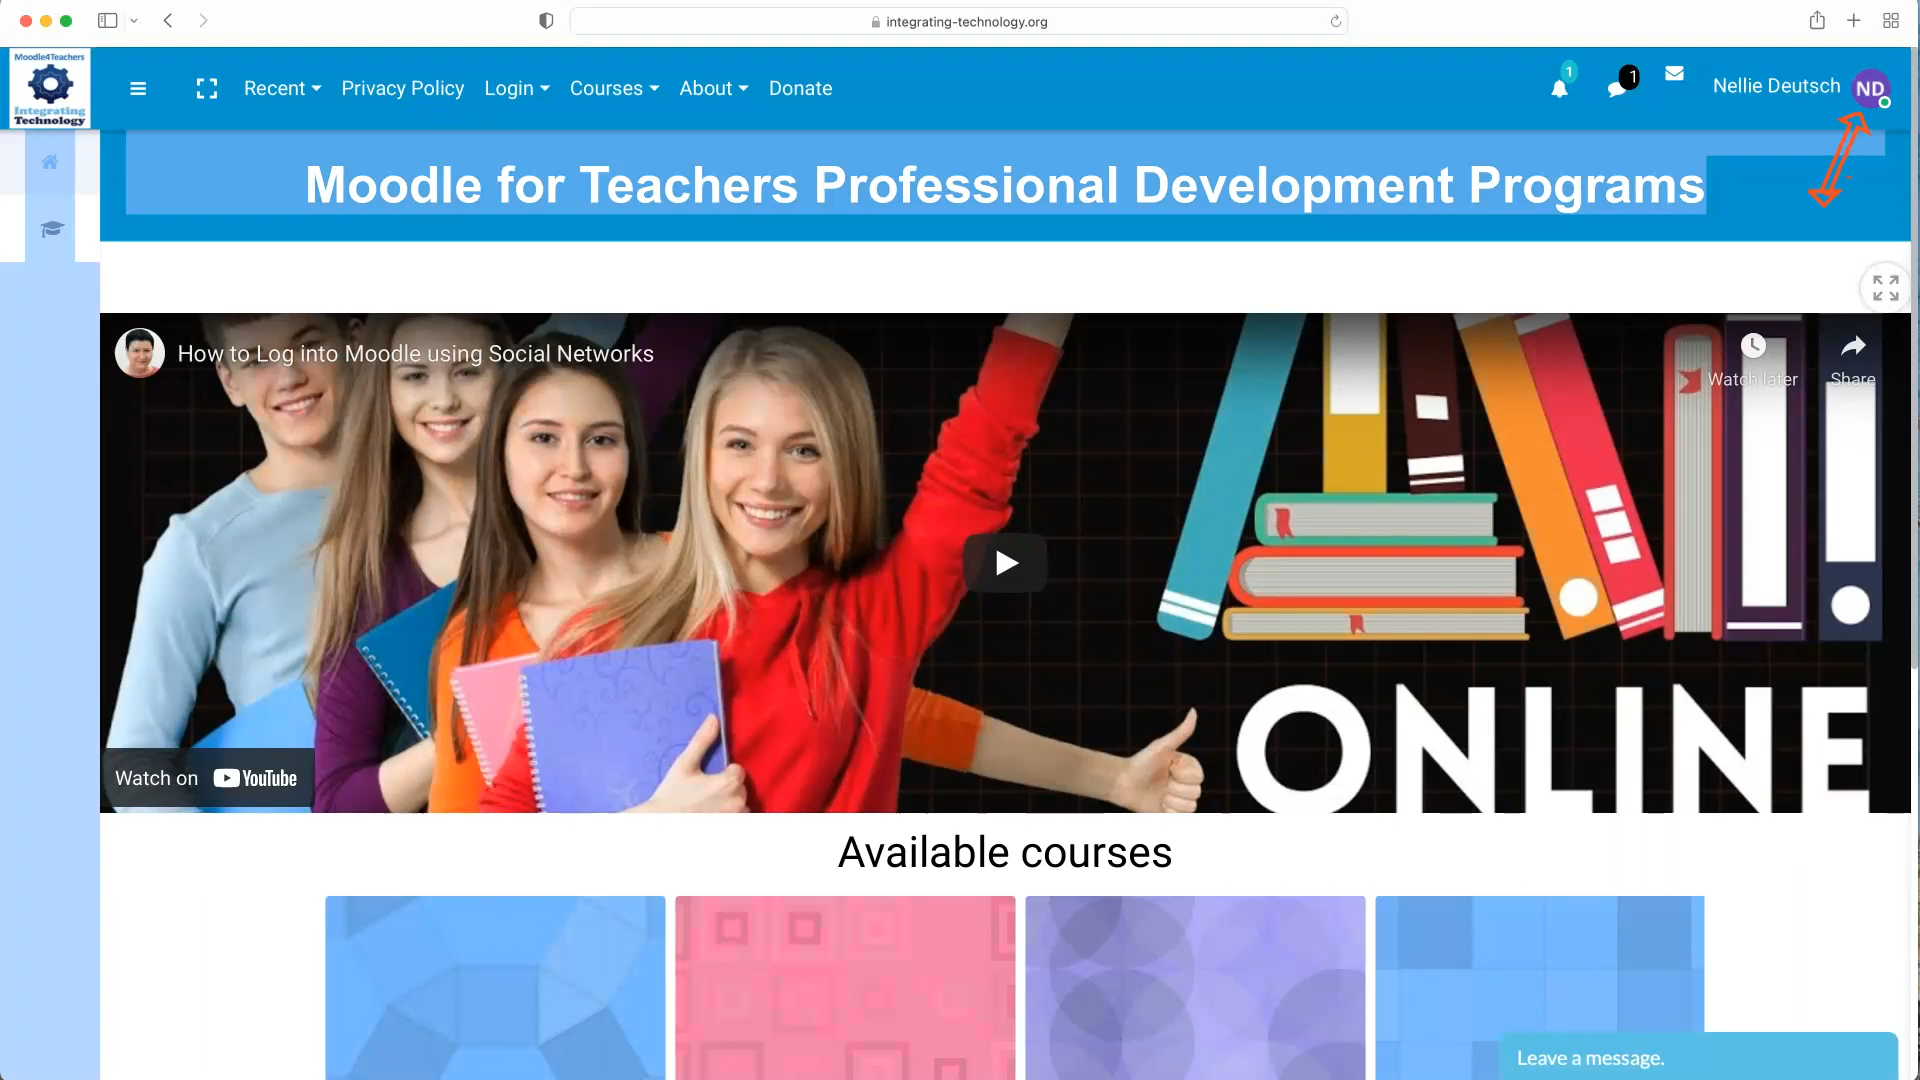 integrating-technology.org
Moodle4Teachers
Integrating
Technology
Recent
Privacy Policy
Login
Courses
About
Donate
1
1
Nellie Deutsch
ND
Moodle for Teachers Professional Development Programs
How to Log into Moodle using Social Networks
Watch later
Share
ONLINE
Watch on YouTube
Available courses
Leave a message.